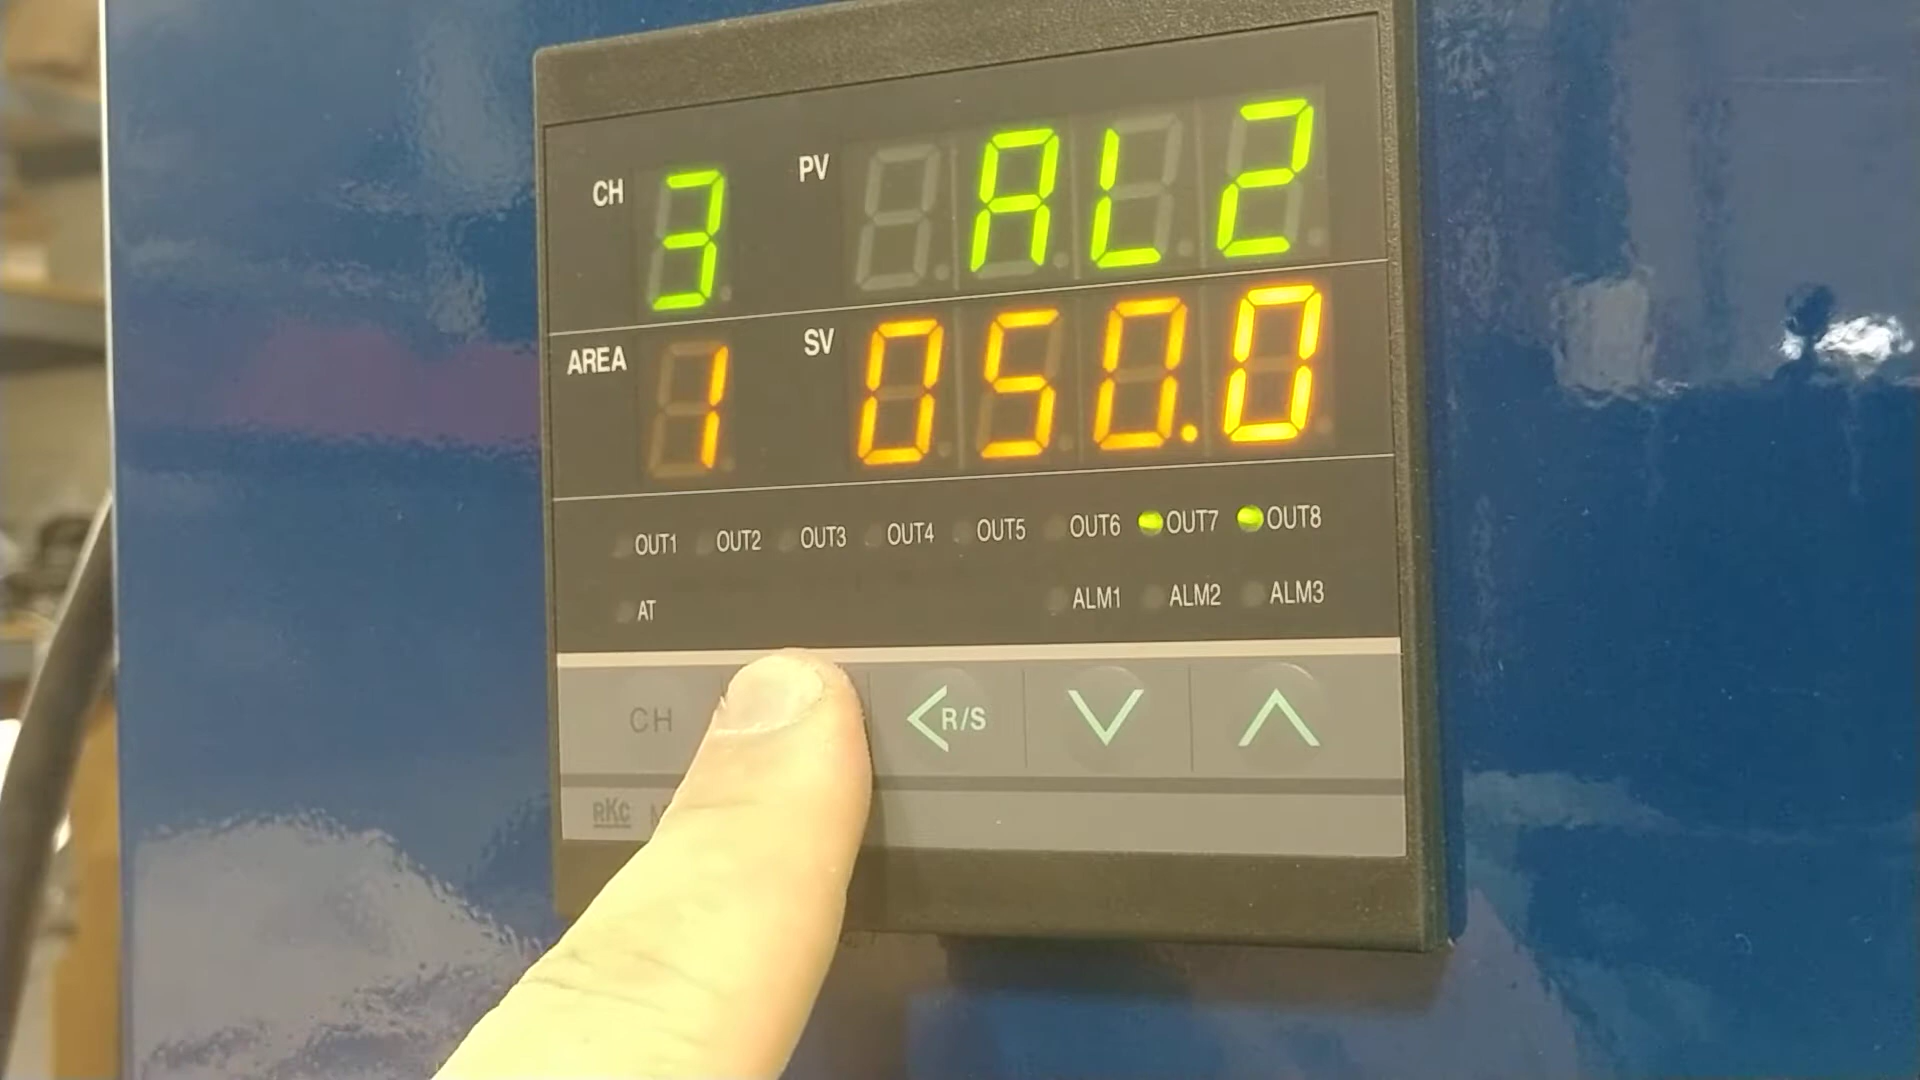 CH 3 PV AL2
AREA 1 SV 050.0
OUT1 OUT2 OUT3 OUT4 OUT5 OUT6 OUT7 OUT8
AT ALM1 ALM2 ALM3
CH R/S
RKC